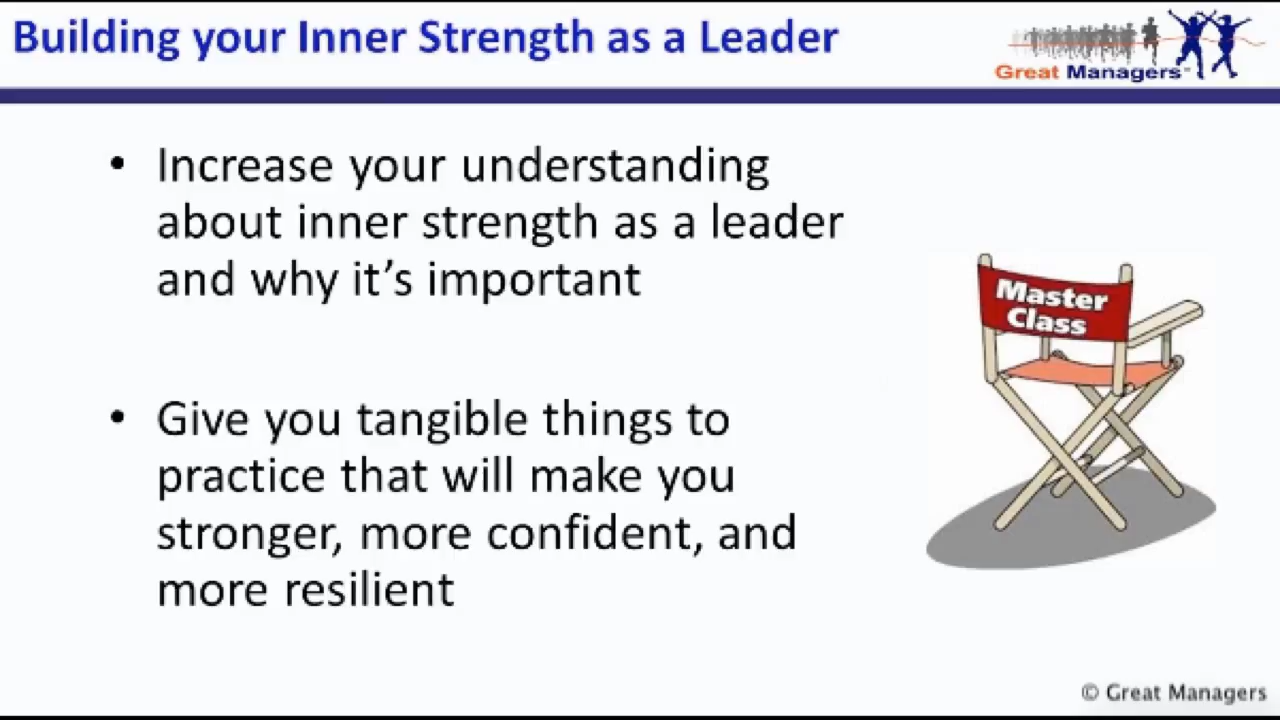 Building your Inner Strength as a Leader
Great Managers™
• Increase your understanding
about inner strength as a leader
and why it’s important
Master
Class
• Give you tangible things to
practice that will make you
stronger, more confident, and
more resilient
© Great Managers